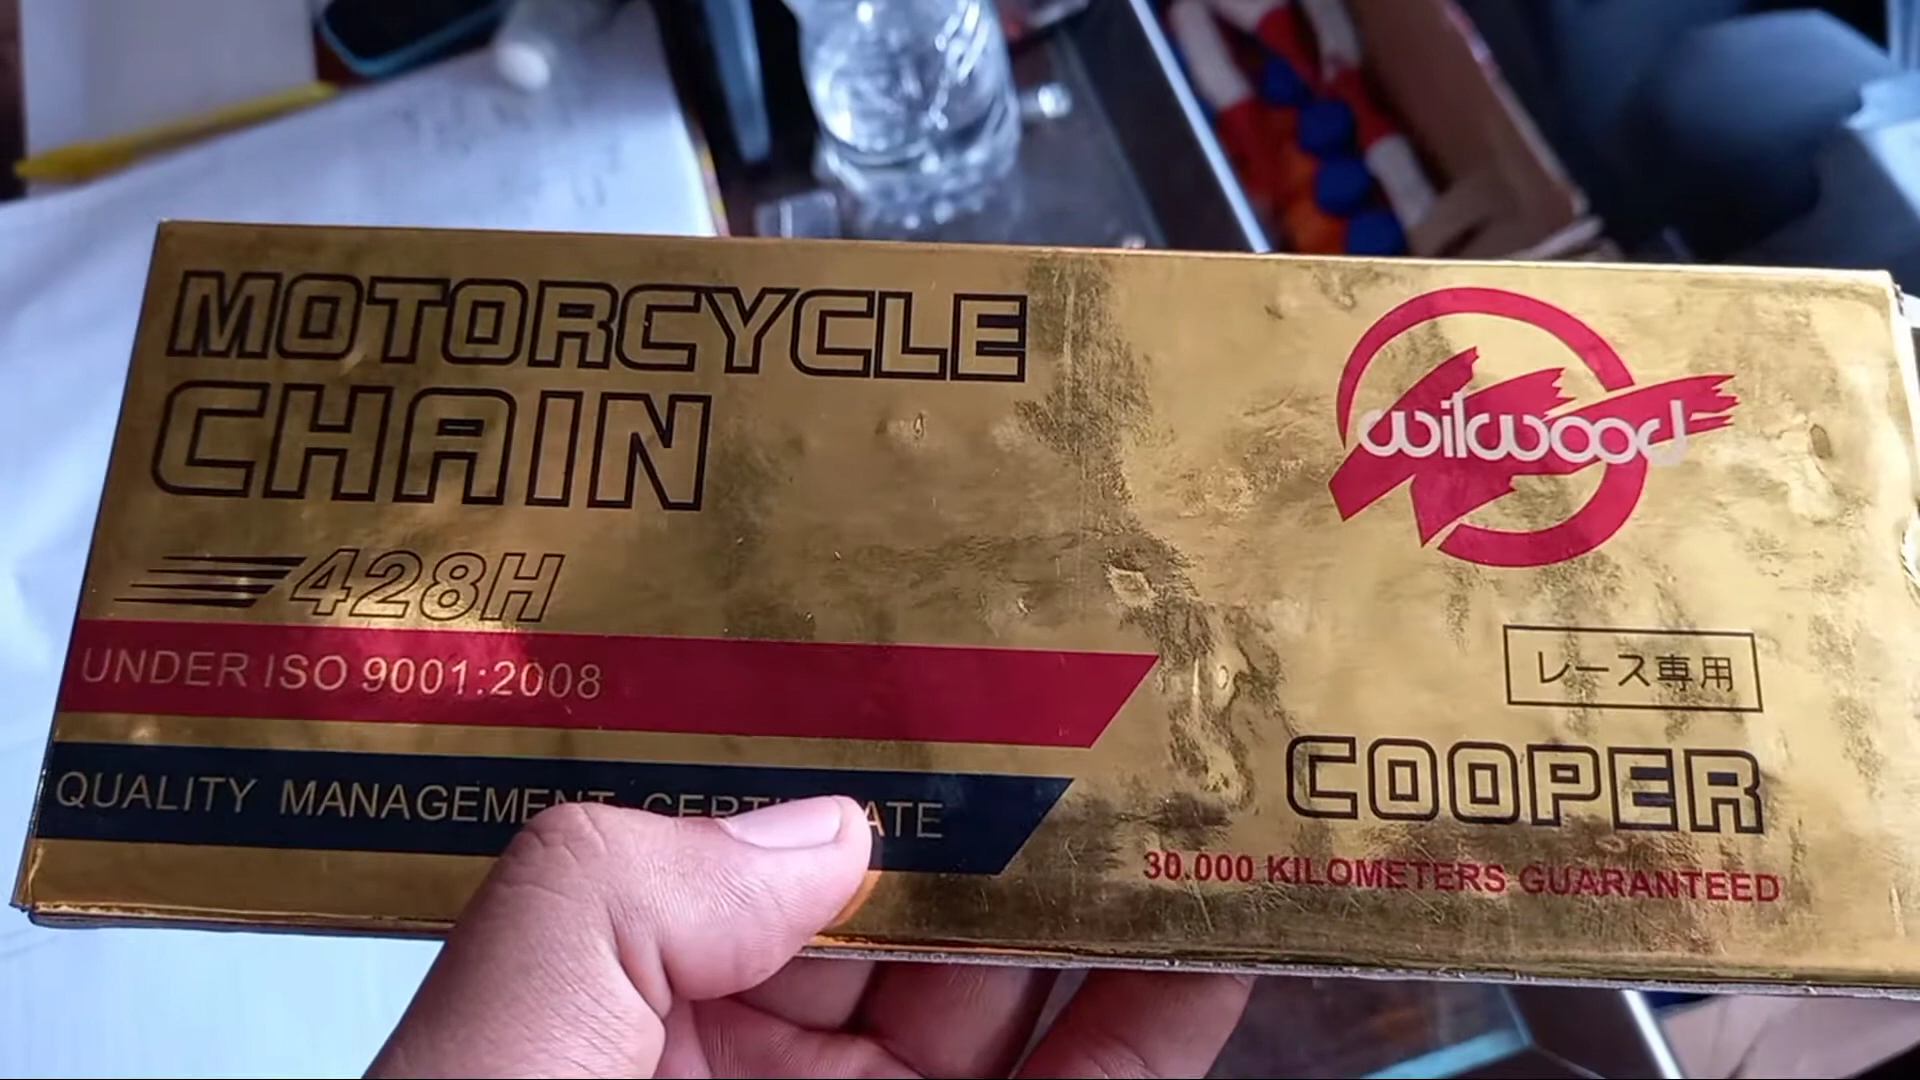 MOTORCYCLE
CHAIN
428H
UNDER ISO 9001:2008
QUALITY MANAGEMENT
wilwood
レース専用
COOPER
30.000 KILOMETERS GUARANTEED